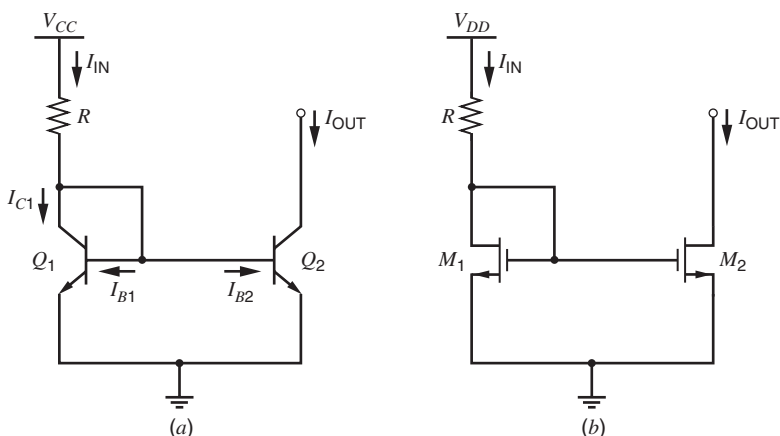 V_CC
I_IN
R
I_OUT
I_C1
Q_1
I_B1
I_B2
Q_2
(a)
V_DD
I_IN
R
I_OUT
M_1
M_2
(b)